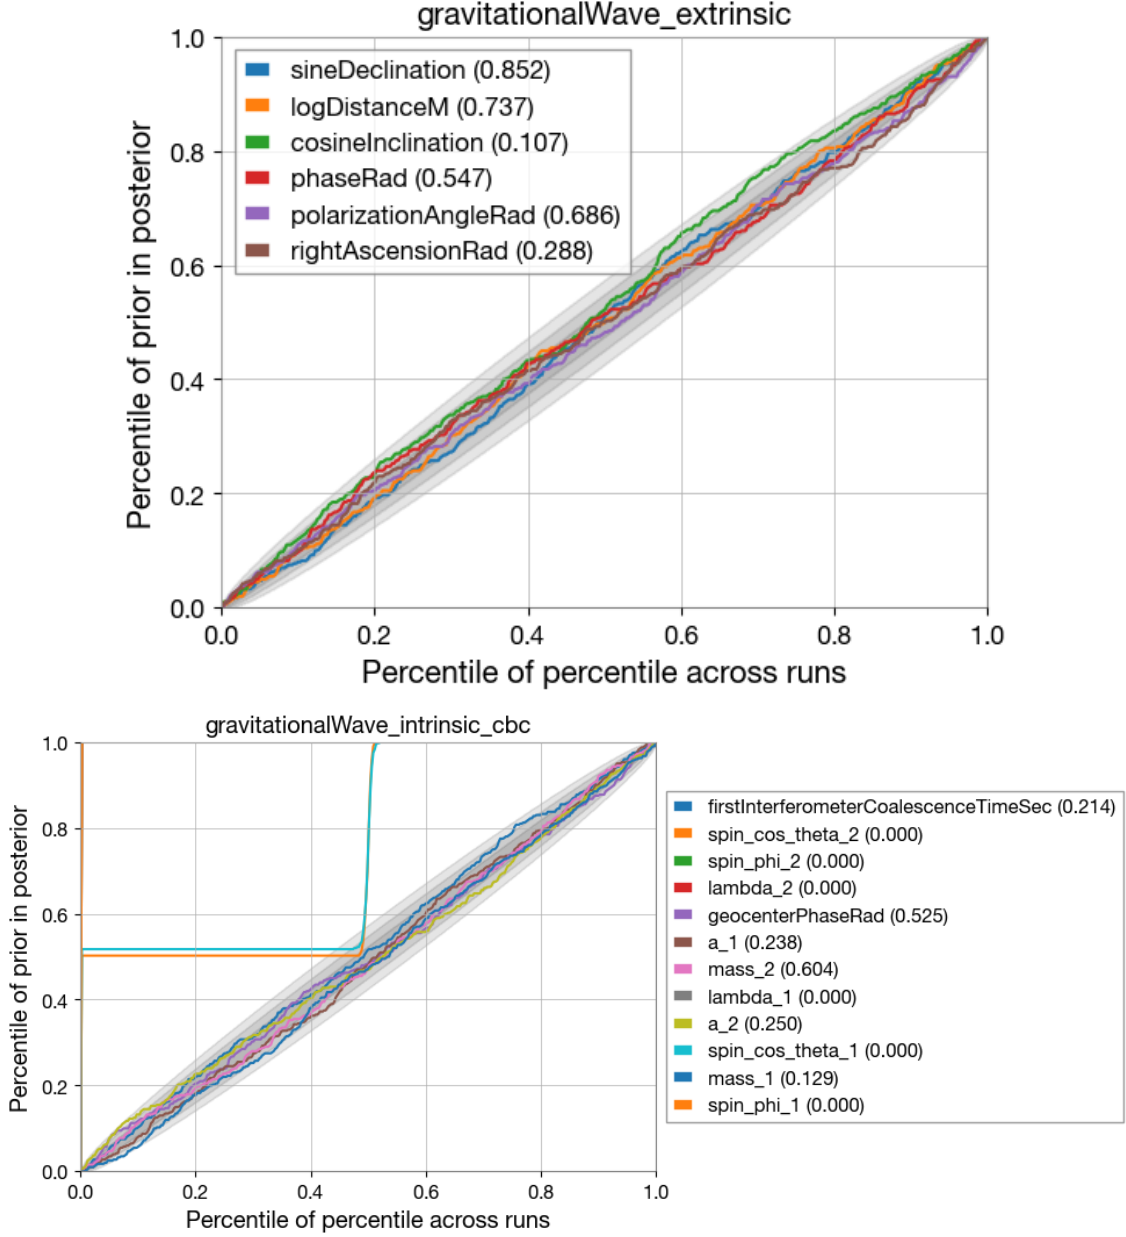 gravitationalWave_extrinsic
1.0
0.8
0.6
0.4
0.2
0.0
Percentile of prior in posterior
sineDeclination (0.852)
logDistanceM (0.737)
cosineInclination (0.107)
phaseRad (0.547)
polarizationAngleRad (0.686)
rightAscensionRad (0.288)
0.0 0.2 0.4 0.6 0.8 1.0
Percentile of percentile across runs
gravitationalWave_intrinsic_cbc
1.0
0.8
0.6
0.4
0.2
0.0
Percentile of prior in posterior
0.0 0.2 0.4 0.6 0.8 1.0
Percentile of percentile across runs
firstInterferometerCoalescenceTimeSec (0.214)
spin_cos_theta_2 (0.000)
spin_phi_2 (0.000)
lambda_2 (0.000)
geocenterPhaseRad (0.525)
a_1 (0.238)
mass_2 (0.604)
lambda_1 (0.000)
a_2 (0.250)
spin_cos_theta_1 (0.000)
mass_1 (0.129)
spin_phi_1 (0.000)